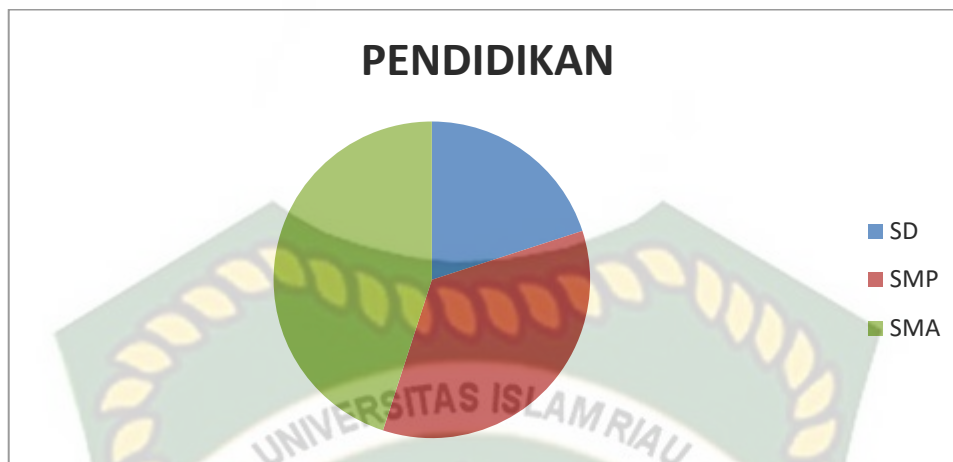 PENDIDIKAN
SD
SMP
SMA
UNIVERSITAS ISLAM RIAU